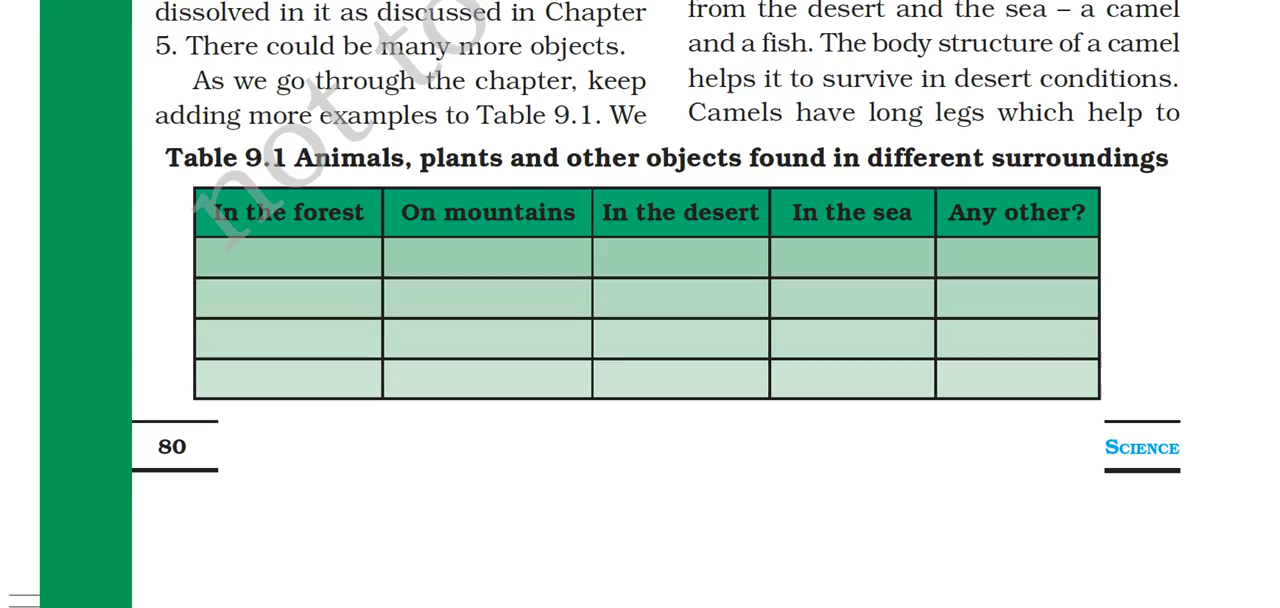 dissolved in it as discussed in Chapter
5. There could be many more objects.
As we go through the chapter, keep
adding more examples to Table 9.1. We
from the desert and the sea – a camel
and a fish. The body structure of a camel
helps it to survive in desert conditions.
Camels have long legs which help to
not to
Table 9.1 Animals, plants and other objects found in different surroundings
In the forest On mountains In the desert In the sea Any other?
80
SCIENCE